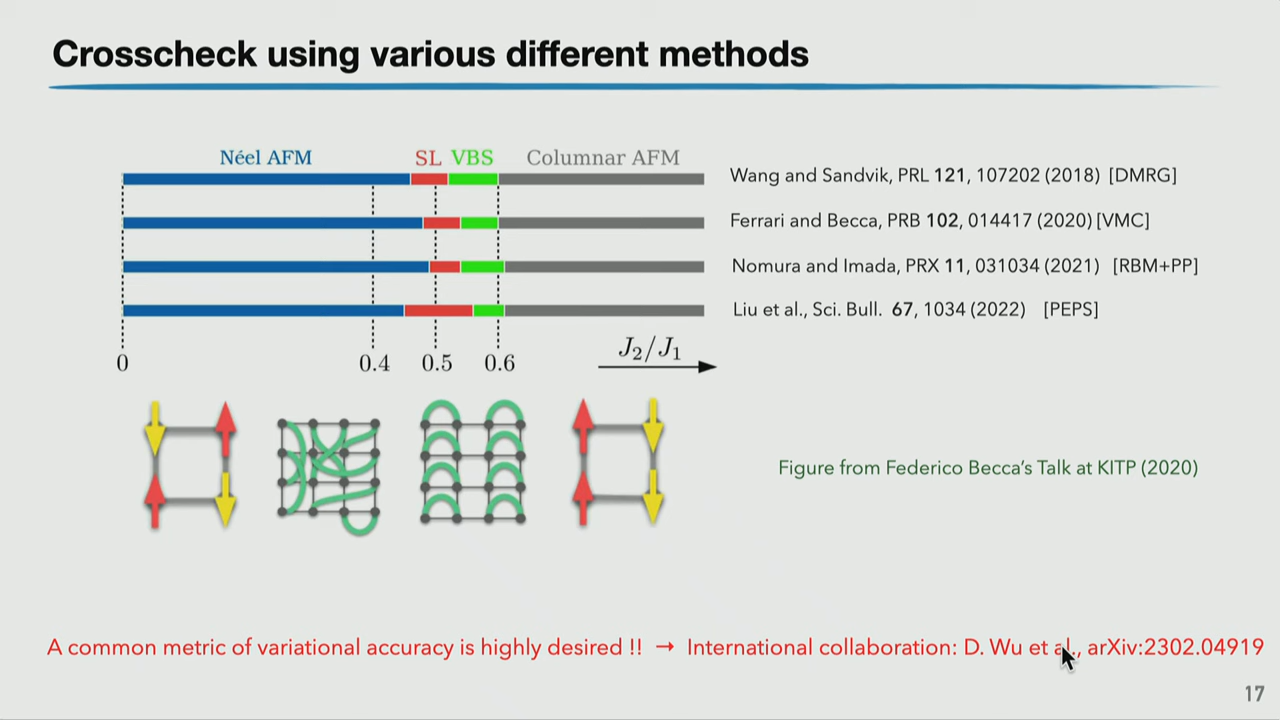 Crosscheck using various different methods
Néel AFM SL VBS Columnar AFM
Wang and Sandvik, PRL 121, 107202 (2018) [DMRG]
Ferrari and Becca, PRB 102, 014417 (2020) [VMC]
Nomura and Imada, PRX 11, 031034 (2021) [RBM+PP]
Liu et al., Sci. Bull. 67, 1034 (2022) [PEPS]
J₂/J₁
0 0.4 0.5 0.6
Figure from Federico Becca's Talk at KITP (2020)
A common metric of variational accuracy is highly desired !! → International collaboration: D. Wu et al., arXiv:2302.04919
17